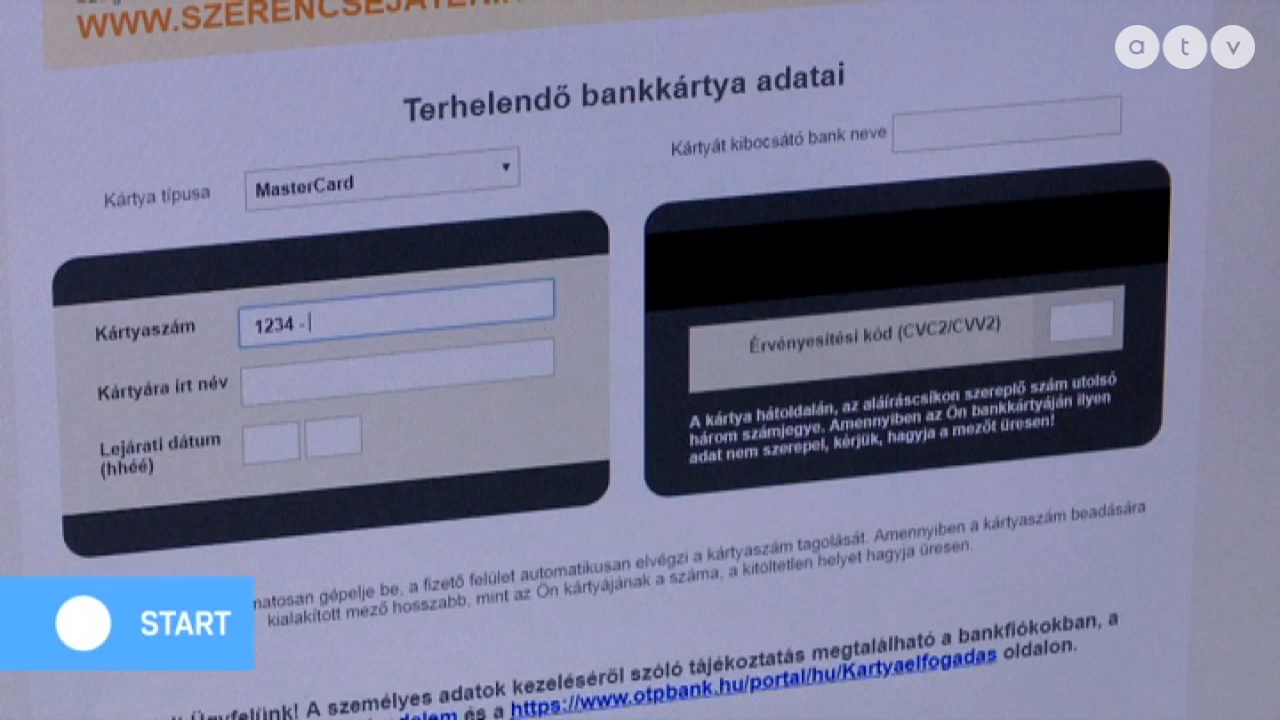 WWW.SZERENCSEJATEK
a t v
Terhelendő bankkártya adatai
Kártya típusa
MasterCard
Kártyát kibocsátó bank neve
Kártyaszám
1234 -
Kártyára írt név
Lejárati dátum
(hhéé)
Érvényesítési kód (CVC2/CVV2)
A kártya hátoldalán, az aláíráscsíkon szereplő szám utolsó
három számjegye. Amennyiben az Ön bankkártyáján ilyen
adat nem szerepel, kérjük, hagyja a mezőt üresen!
gépelje be, a fizető felület automatikusan elvégzi a kártyaszám tagolását. Amennyiben a kártyaszám beadására
kialakított mező hosszabb, mint az Ön kártyájának a száma, a kitöltetlen helyet hagyja üresen.
START
Ügyfelünk! A személyes adatok kezeléséről szóló tájékoztatás megtalálható a bankfiókokban, a
és a https://www.otpbank.hu/portal/hu/Kartyaelfogadas oldalon.